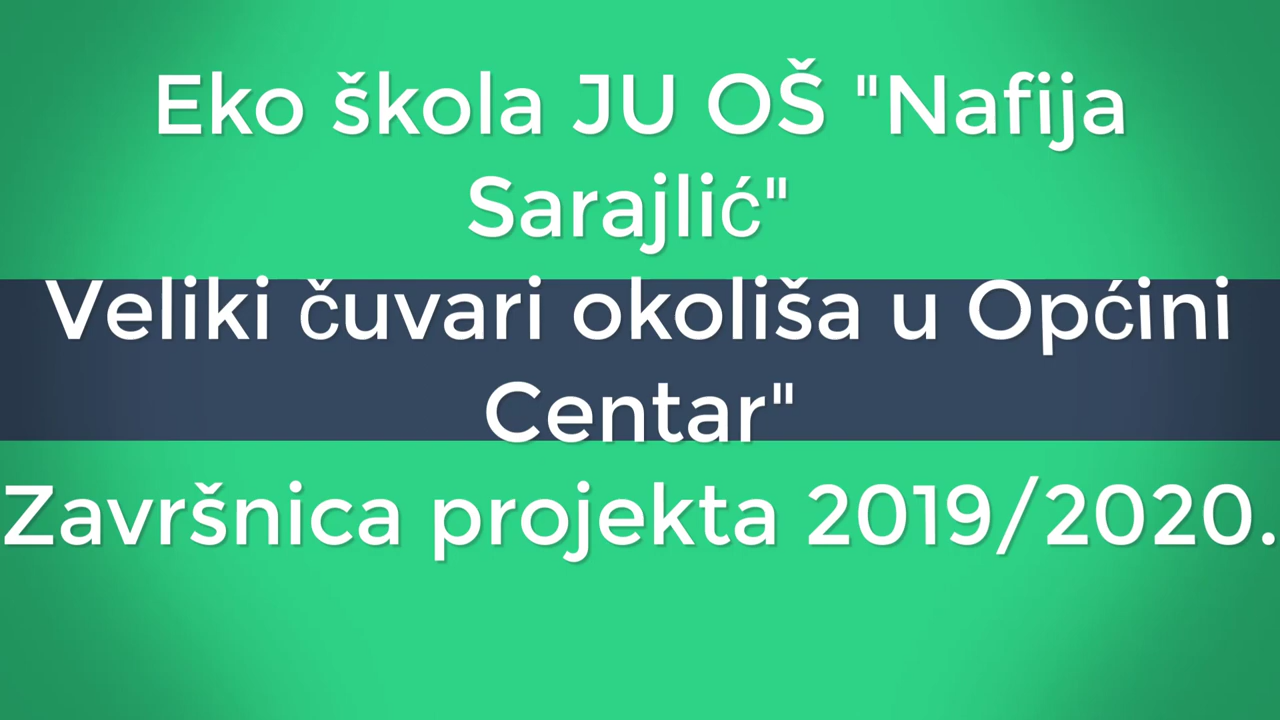 Eko škola JU OŠ "Nafija
Sarajlić"
Veliki čuvari okoliša u Općini
Centar"
Završnica projekta 2019/2020.